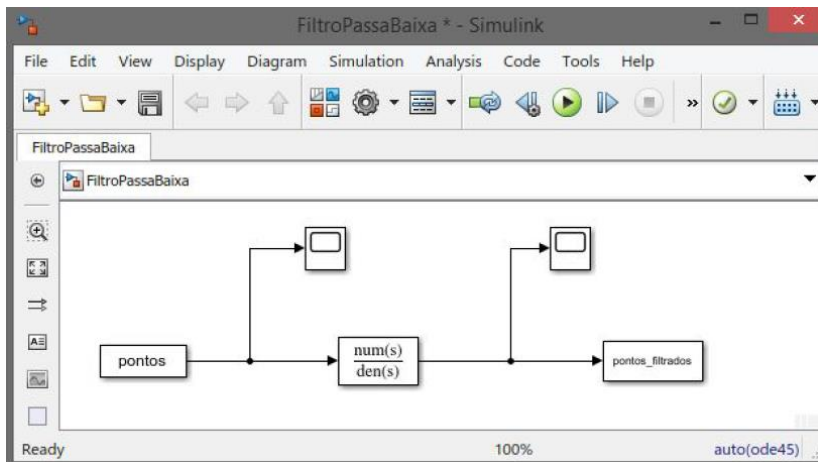 FiltroPassaBaixa * - Simulink
File Edit View Display Diagram Simulation Analysis Code Tools Help
»
FiltroPassaBaixa
FiltroPassaBaixa
pontos
num(s)
den(s)
pontos_filtrados
Ready 100% auto(ode45)